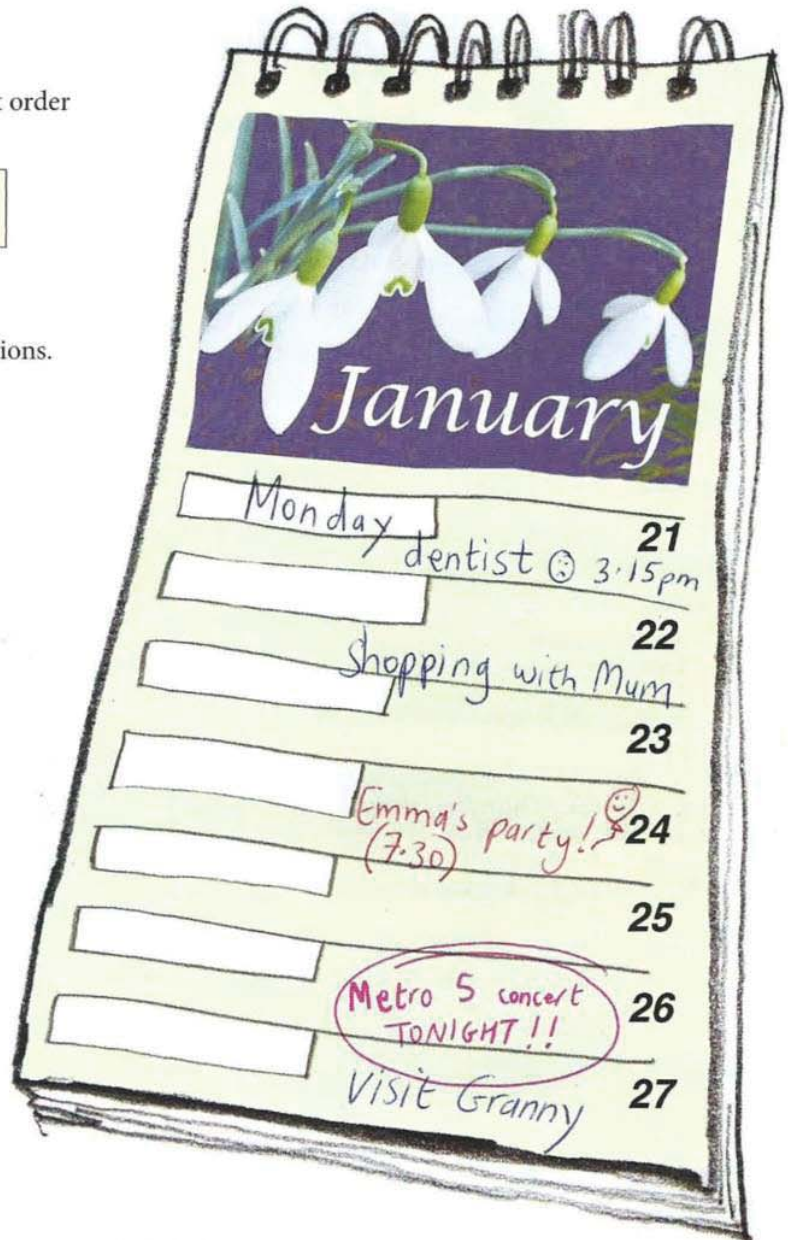 order
ions.
January
Monday
21
dentist 3.15pm
22
Shopping with Mum
23
Emma's party!
24
(7.30)
25
Metro 5 concert
26
TONIGHT!!
Visit Granny
27